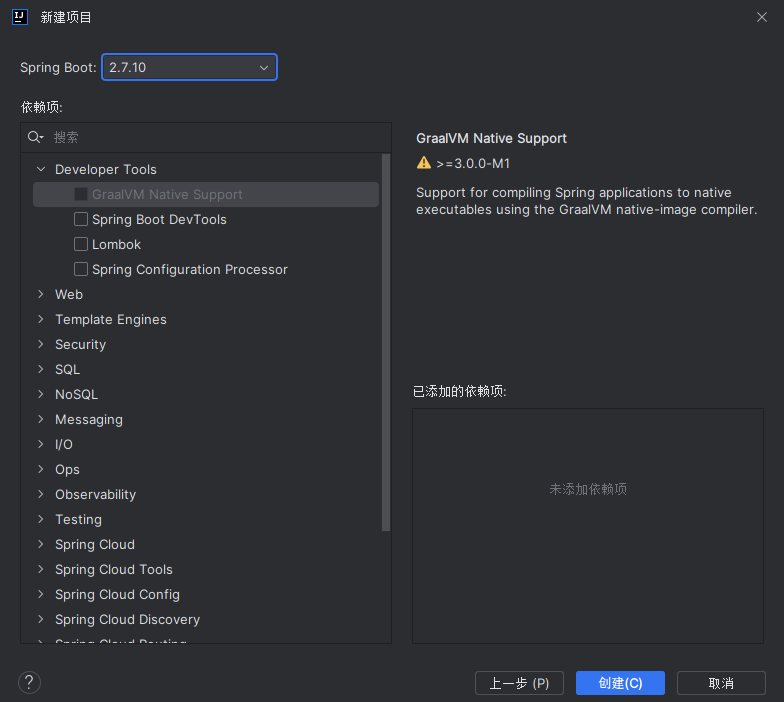 新建项目
Spring Boot:
2.7.10
依赖项:
搜索
Developer Tools
GraalVM Native Support
Spring Boot DevTools
Lombok
Spring Configuration Processor
Web
Template Engines
Security
SQL
NoSQL
Messaging
I/O
Ops
Observability
Testing
Spring Cloud
Spring Cloud Tools
Spring Cloud Config
Spring Cloud Discovery
Spring Cloud Routing
GraalVM Native Support
>=3.0.0-M1
Support for compiling Spring applications to native
executables using the GraalVM native-image compiler.
已添加的依赖项:
未添加依赖项
?
上一步 (P)
创建(C)
取消